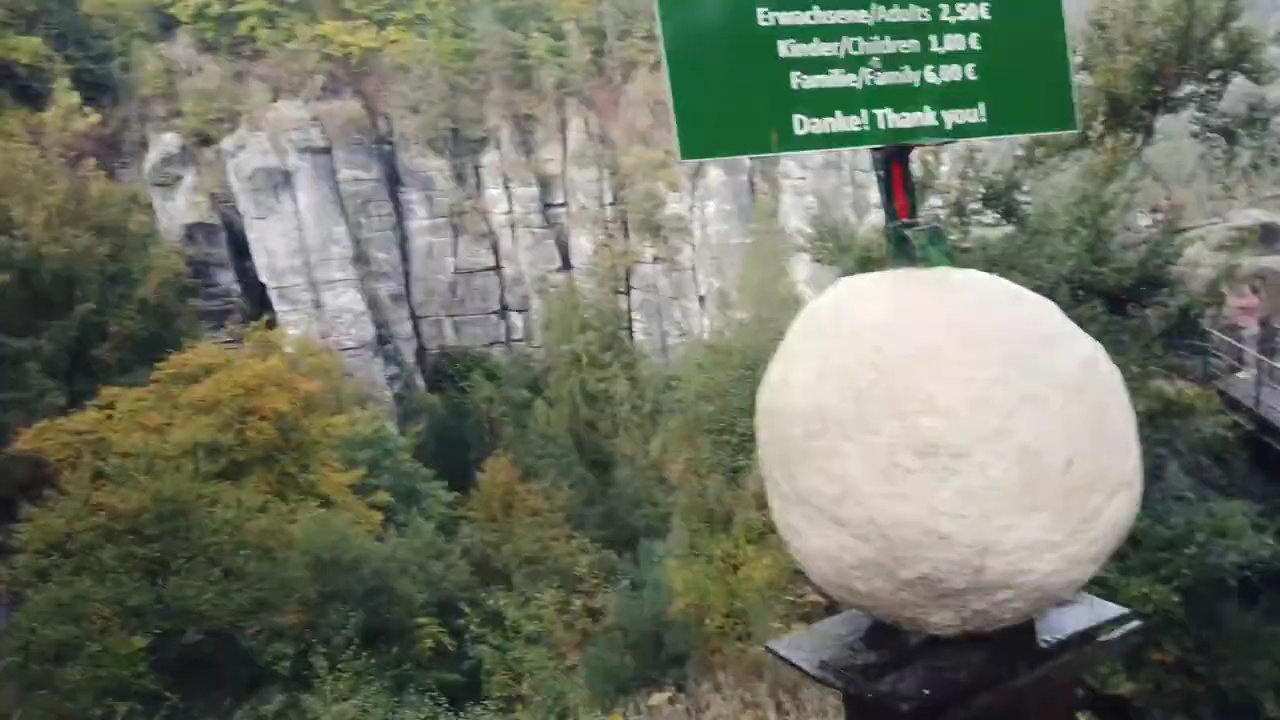 Erwachsene/Adults 2,50€
Kinder/Children 1,00 €
Familie/Family 6,00 €
Danke! Thank you!